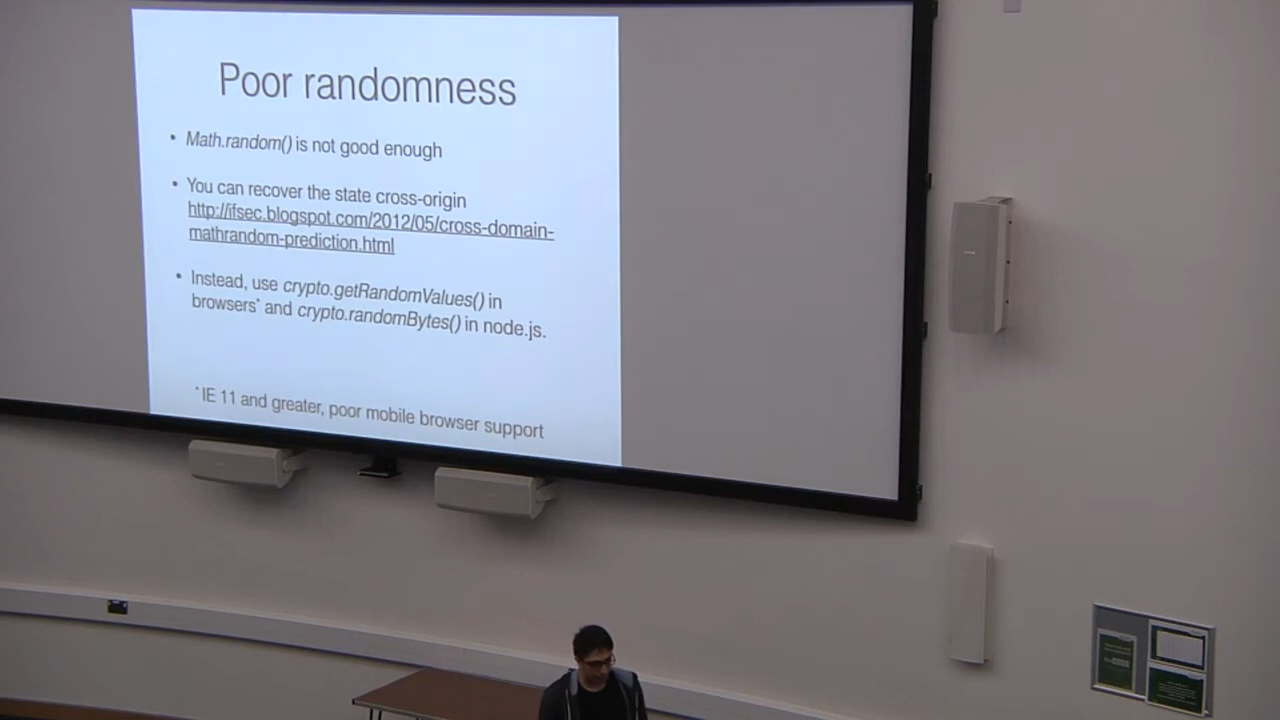 Poor randomness
• Math.random() is not good enough
• You can recover the state cross-origin
http://ifsec.blogspot.com/2012/05/cross-domain-
mathrandom-prediction.html
• Instead, use crypto.getRandomValues() in
browsers* and crypto.randomBytes() in node.js.
* IE 11 and greater, poor mobile browser support